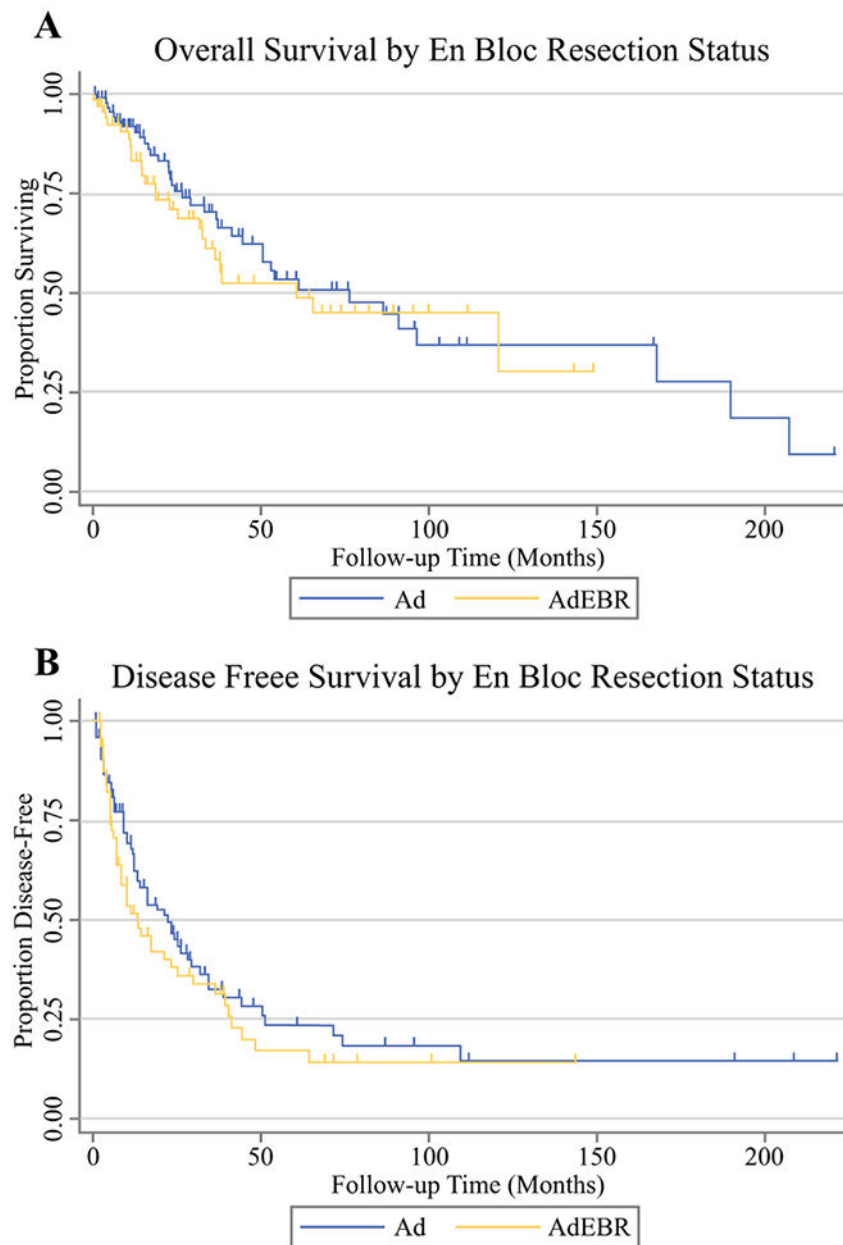 A
Overall Survival by En Bloc Resection Status
Proportion Surviving
1.00
0.75
0.50
0.25
0.00
0 50 100 150 200
Follow-up Time (Months)
Ad AdEBR
B
Disease Freee Survival by En Bloc Resection Status
Proportion Disease-Free
1.00
0.75
0.50
0.25
0.00
0 50 100 150 200
Follow-up Time (Months)
Ad AdEBR